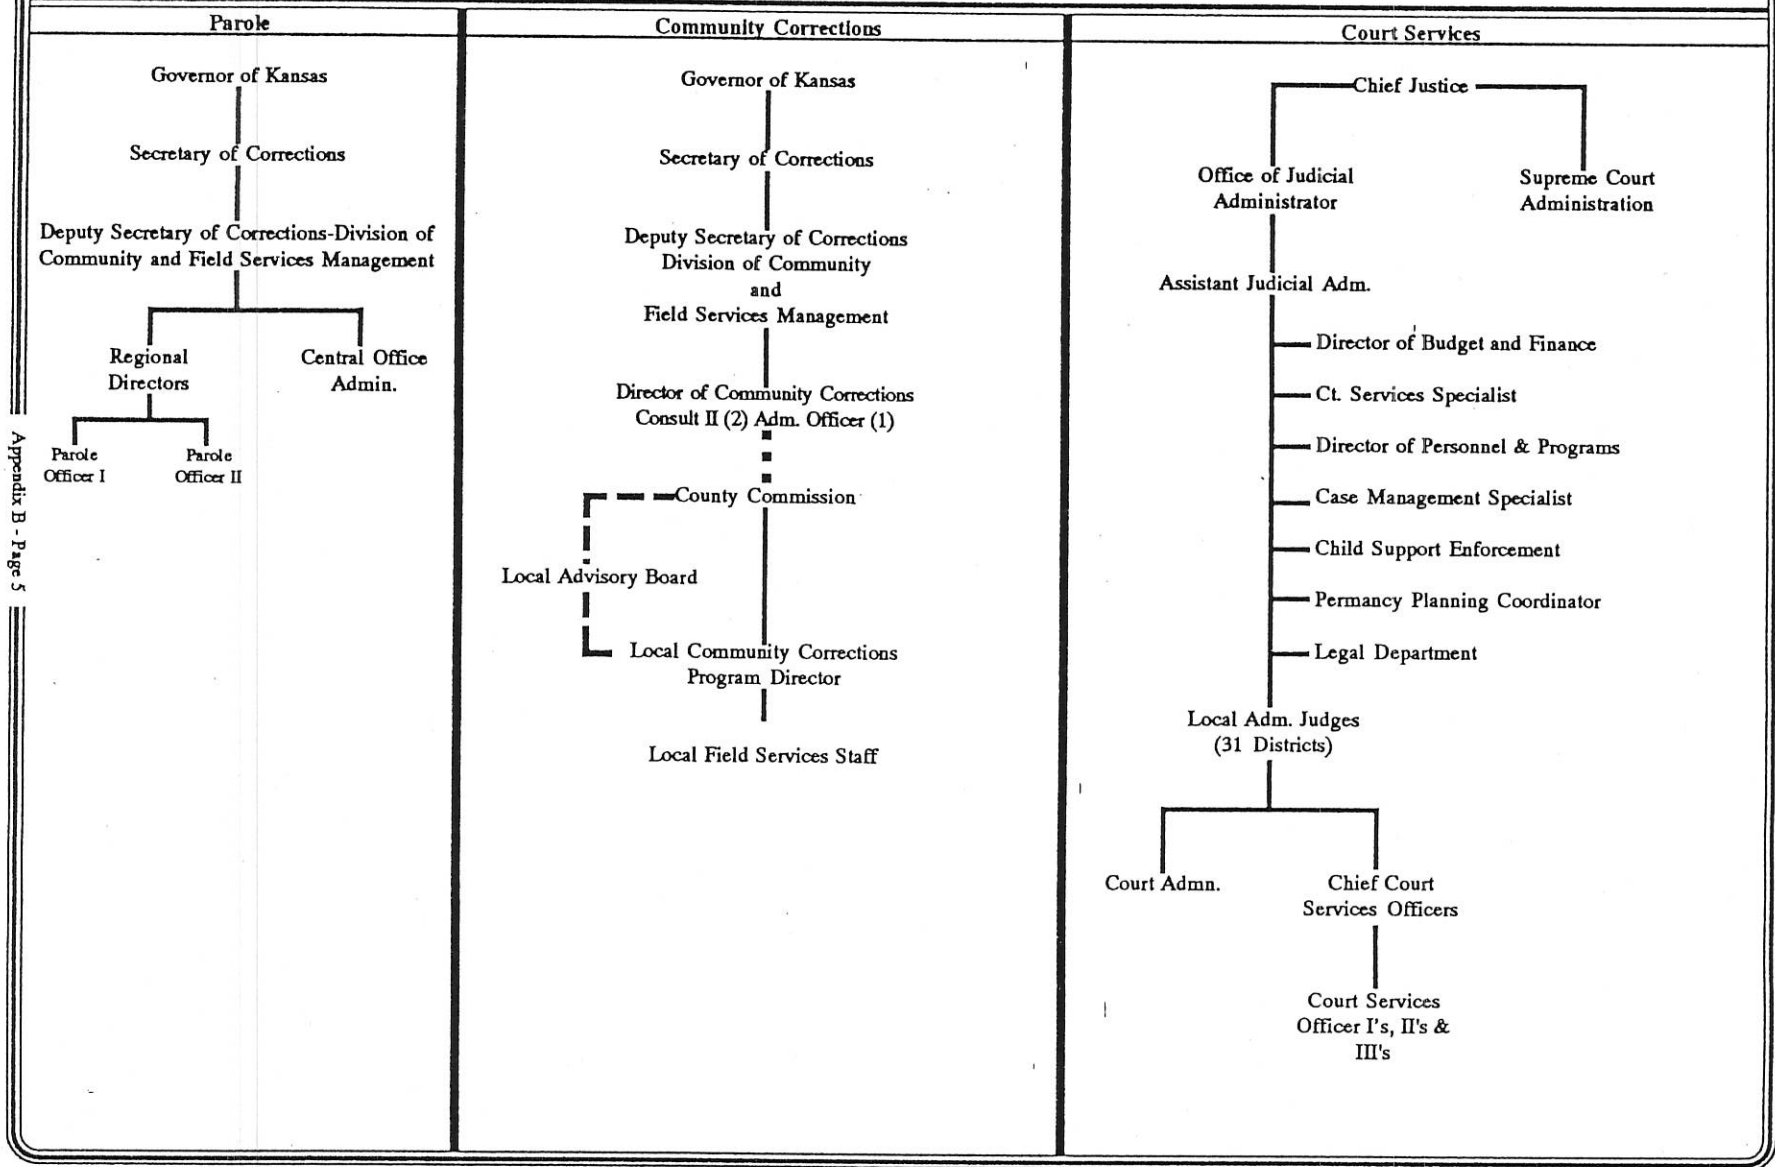 Parole
Governor of Kansas
Secretary of Corrections
Deputy Secretary of Corrections-Division of
Community and Field Services Management
Regional
Directors
Central Office
Admin.
Parole
Officer I
Parole
Officer II
Community Corrections
Governor of Kansas
Secretary of Corrections
Deputy Secretary of Corrections
Division of Community
and
Field Services Management
Director of Community Corrections
Consult II (2) Adm. Officer (1)
County Commission
Local Advisory Board
Local Community Corrections
Program Director
Local Field Services Staff
Court Services
Chief Justice
Office of Judicial
Administrator
Supreme Court
Administration
Assistant Judicial Adm.
Director of Budget and Finance
Ct. Services Specialist
Director of Personnel & Programs
Case Management Specialist
Child Support Enforcement
Permancy Planning Coordinator
Legal Department
Local Adm. Judges
(31 Districts)
Court Admn.
Chief Court
Services Officers
Court Services
Officer I's, II's &
III's
Appendix B - Page 5